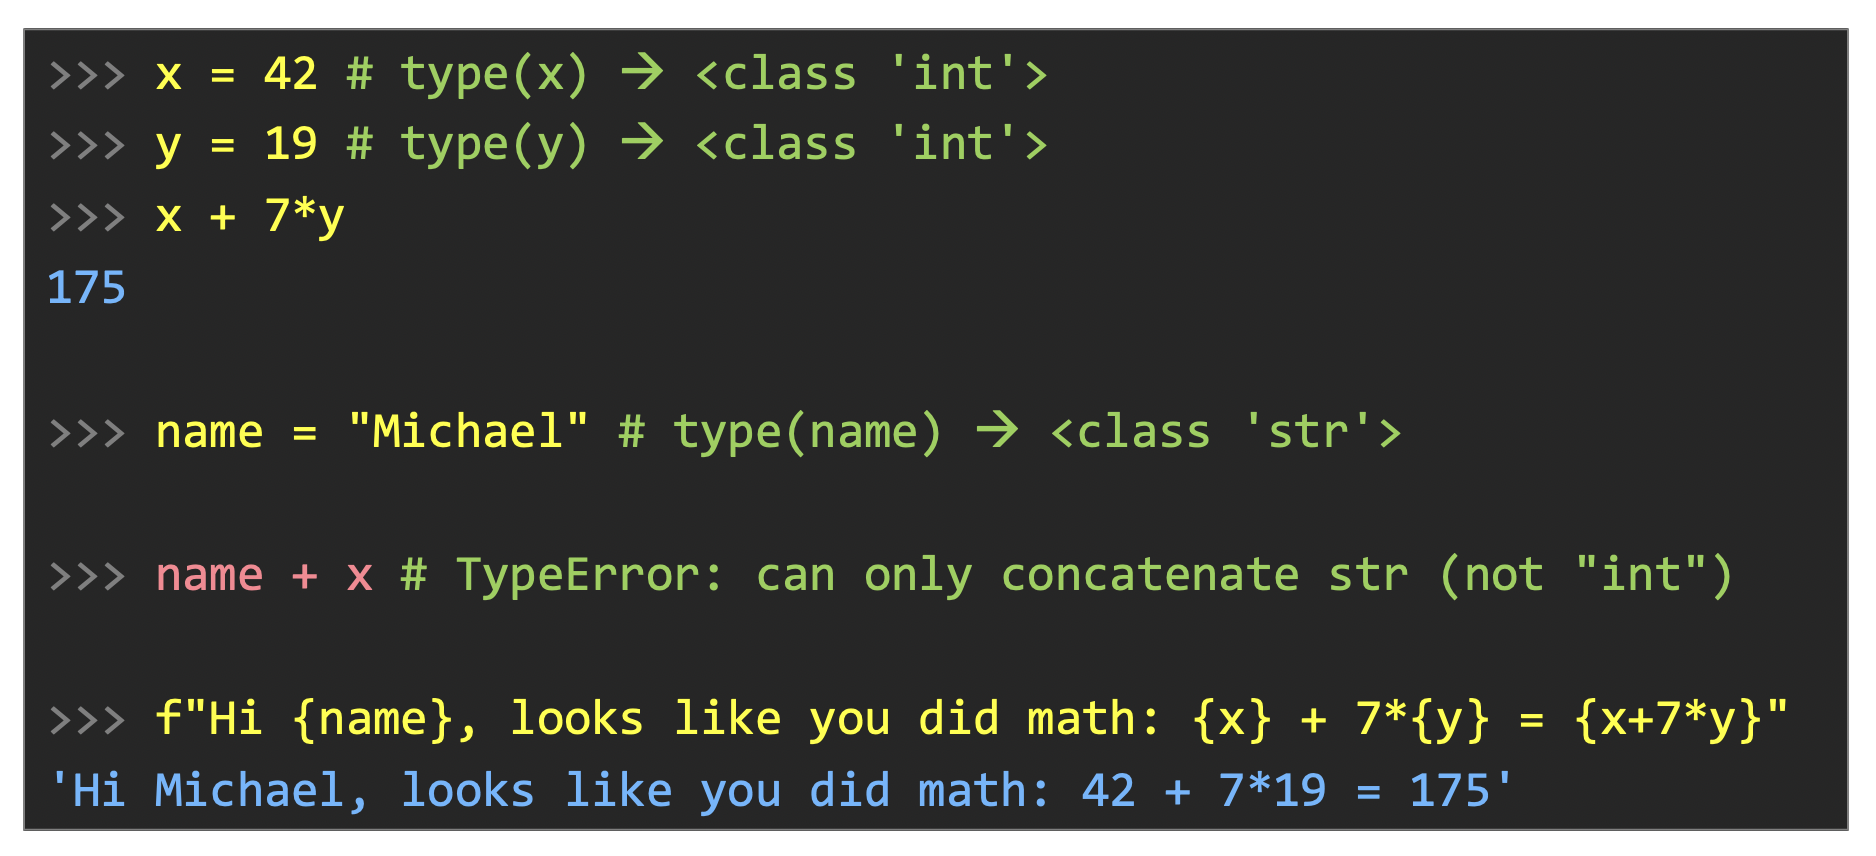 >>> x = 42 # type(x) → <class 'int'>
>>> y = 19 # type(y) → <class 'int'>
>>> x + 7*y
175
>>> name = "Michael" # type(name) → <class 'str'>
>>> name + x # TypeError: can only concatenate str (not "int")
>>> f"Hi {name}, looks like you did math: {x} + 7*{y} = {x+7*y}"
'Hi Michael, looks like you did math: 42 + 7*19 = 175'